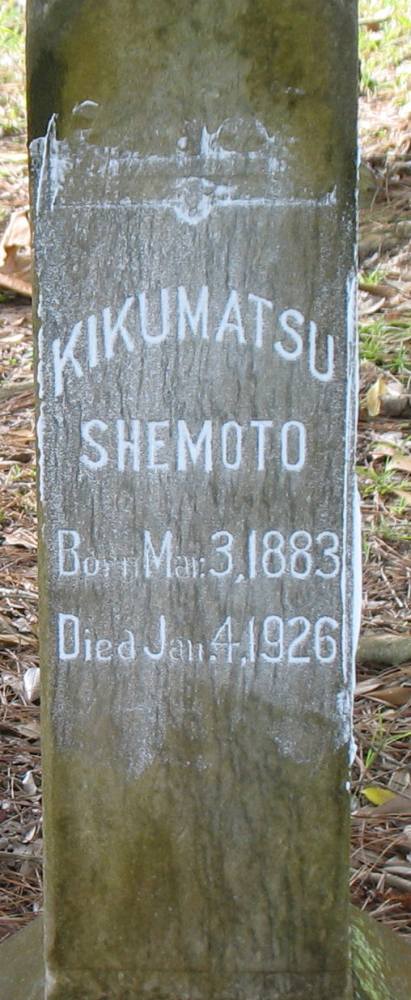 KIKUMATSU
SHEMOTO
Born Mar. 3, 1883
Died Jan. 4, 1926